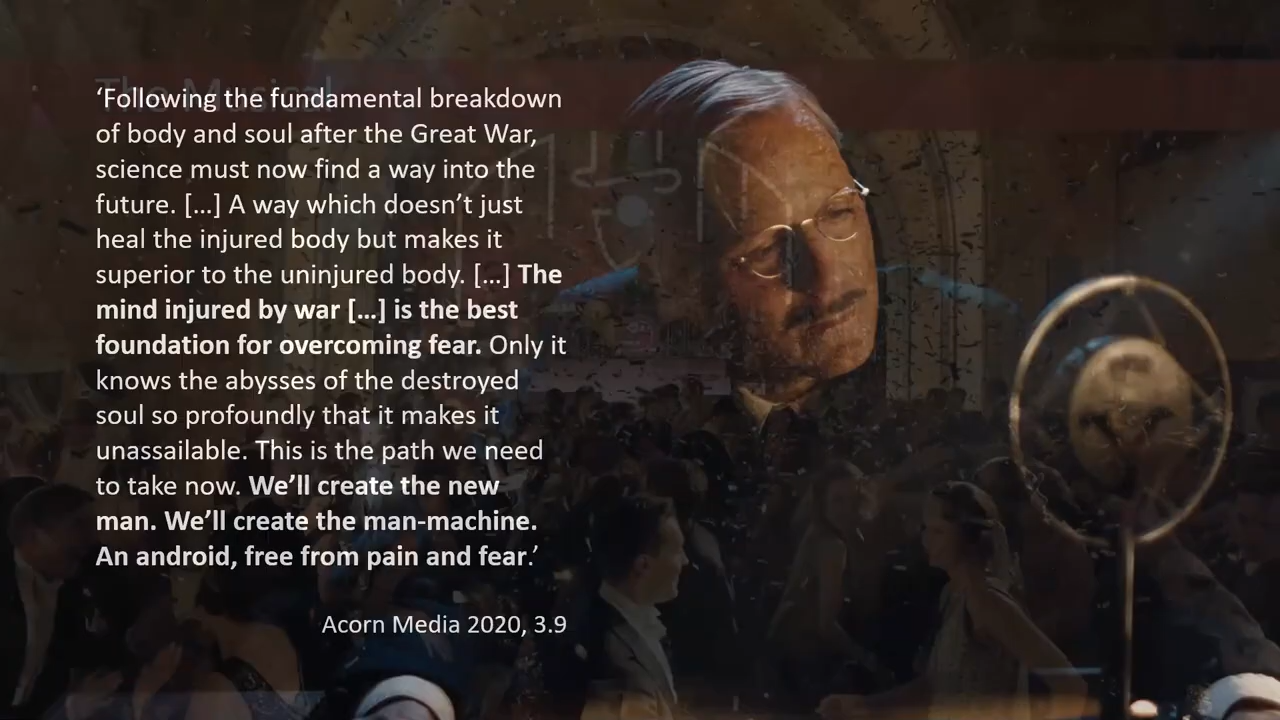 The Musical
‘Following the fundamental breakdown
of body and soul after the Great War,
science must now find a way into the
future. […] A way which doesn’t just
heal the injured body but makes it
superior to the uninjured body. […] The
mind injured by war […] is the best
foundation for overcoming fear. Only it
knows the abysses of the destroyed
soul so profoundly that it makes it
unassailable. This is the path we need
to take now. We’ll create the new
man. We’ll create the man-machine.
An android, free from pain and fear.’
Acorn Media 2020, 3.9